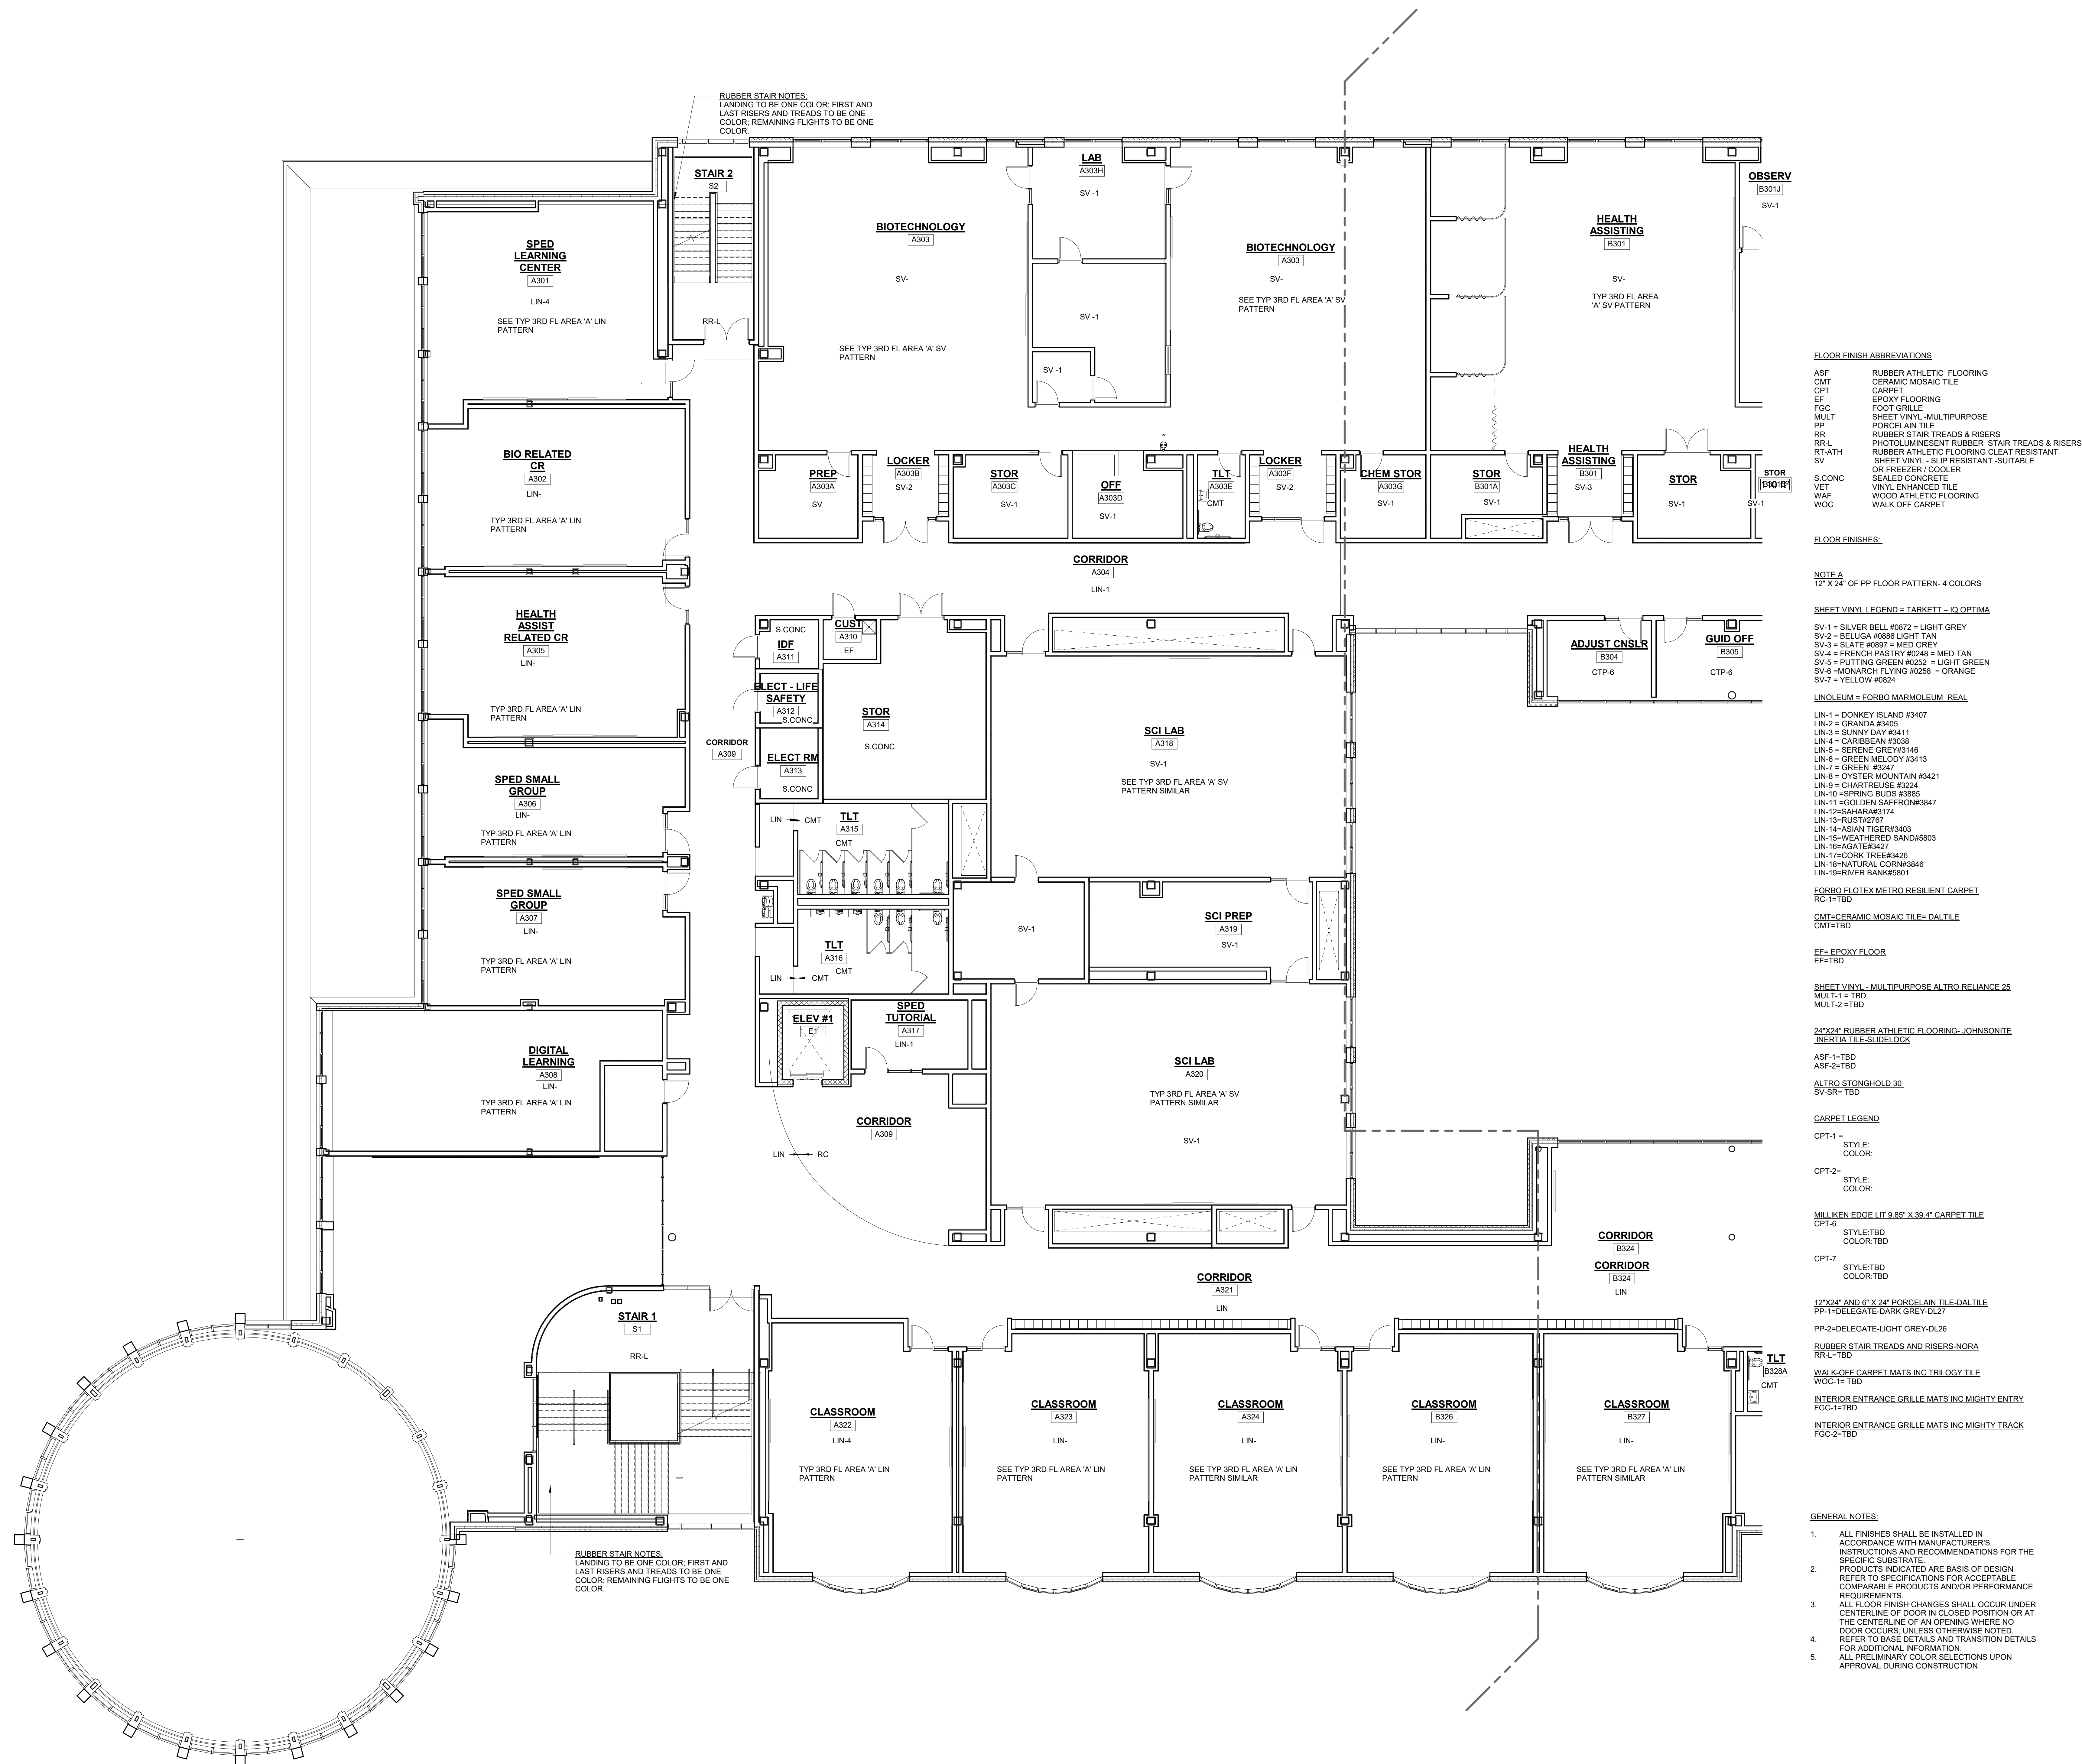 RUBBER STAIR NOTES:
LANDING TO BE ONE COLOR; FIRST AND
LAST RISERS AND TREADS TO BE ONE
COLOR; REMAINING FLIGHTS TO BE ONE
COLOR.
STAIR 2
S2
RR-L
SPED
LEARNING
CENTER
A301
LIN-4
SEE TYP 3RD FL AREA 'A' LIN
PATTERN
BIOTECHNOLOGY
A303
SV-
SEE TYP 3RD FL AREA 'A' SV
PATTERN
LAB
A303H
SV -1
SV -1
SV -1
BIOTECHNOLOGY
A303
SV-
SEE TYP 3RD FL AREA 'A' SV
PATTERN
HEALTH
ASSISTING
B301
SV-
TYP 3RD FL AREA
'A' SV PATTERN
OBSERV
B301J
SV-1
BIO RELATED
CR
A302
LIN-
TYP 3RD FL AREA 'A' LIN
PATTERN
PREP
A303A
SV
LOCKER
A303B
SV-2
STOR
A303C
SV-1
OFF
A303D
SV-1
TLT
A303E
CMT
LOCKER
A303F
SV-2
CHEM STOR
A303G
SV-1
STOR
B301A
SV-1
HEALTH
ASSISTING
B301
SV-3
STOR
SV-1
STOR
SV-1
CORRIDOR
A304
LIN-1
HEALTH
ASSIST
RELATED CR
A305
LIN-
TYP 3RD FL AREA 'A' LIN
PATTERN
S.CONC
IDF
A311
CUST
A310
EF
ELECT - LIFE
SAFETY
A312
S.CONC
STOR
A314
S.CONC
CORRIDOR
A309
ELECT RM
A313
S.CONC
SCI LAB
A318
SV-1
SEE TYP 3RD FL AREA 'A' SV
PATTERN SIMILAR
ADJUST CNSLR
B304
CTP-6
GUID OFF
B305
CTP-6
SPED SMALL
GROUP
A306
LIN-
TYP 3RD FL AREA 'A' LIN
PATTERN
LIN
CMT
TLT
A315
CMT
SPED SMALL
GROUP
A307
LIN-
TYP 3RD FL AREA 'A' LIN
PATTERN
TLT
A316
CMT
LIN
CMT
SV-1
SCI PREP
A319
SV-1
ELEV #1
E1
SPED
TUTORIAL
A317
LIN-1
DIGITAL
LEARNING
A308
LIN-
TYP 3RD FL AREA 'A' LIN
PATTERN
SCI LAB
A320
TYP 3RD FL AREA 'A' SV
PATTERN SIMILAR
SV-1
CORRIDOR
A309
LIN
RC
CORRIDOR
B324
CORRIDOR
B324
LIN
CORRIDOR
A321
LIN
STAIR 1
S1
RR-L
CLASSROOM
A322
LIN-4
TYP 3RD FL AREA 'A' LIN
PATTERN
CLASSROOM
A323
LIN-
SEE TYP 3RD FL AREA 'A' LIN
PATTERN
CLASSROOM
A324
LIN-
SEE TYP 3RD FL AREA 'A' LIN
PATTERN SIMILAR
CLASSROOM
B326
LIN-
SEE TYP 3RD FL AREA 'A' LIN
PATTERN
CLASSROOM
B327
LIN-
SEE TYP 3RD FL AREA 'A' LIN
PATTERN SIMILAR
TLT
B328A
CMT
RUBBER STAIR NOTES:
LANDING TO BE ONE COLOR; FIRST AND
LAST RISERS AND TREADS TO BE ONE
COLOR; REMAINING FLIGHTS TO BE ONE
COLOR.
FLOOR FINISH ABBREVIATIONS
ASF RUBBER ATHLETIC FLOORING
CMT CERAMIC MOSAIC TILE
CPT CARPET
EF EPOXY FLOORING
FGC FOOT GRILLE
MULT SHEET VINYL -MULTIPURPOSE
PP PORCELAIN TILE
RR RUBBER STAIR TREADS & RISERS
RR-L PHOTOLUMINESENT RUBBER STAIR TREADS & RISERS
RT-ATH RUBBER ATHLETIC FLOORING CLEAT RESISTANT
SV SHEET VINYL - SLIP RESISTANT -SUITABLE
OR FREEZER / COOLER
S.CONC SEALED CONCRETE
VET VINYL ENHANCED TILE
WAF WOOD ATHLETIC FLOORING
WOC WALK OFF CARPET
FLOOR FINISHES:
NOTE A
12" X 24" OF PP FLOOR PATTERN- 4 COLORS
SHEET VINYL LEGEND = TARKETT – IQ OPTIMA
SV-1 = SILVER BELL #0872 = LIGHT GREY
SV-2 = BELUGA #0886 LIGHT TAN
SV-3 = SLATE #0897 = MED GREY
SV-4 = FRENCH PASTRY #0248 = MED TAN
SV-5 = PUTTING GREEN #0252 = LIGHT GREEN
SV-6 =MONARCH FLYING #0258 = ORANGE
SV-7 = YELLOW #0824
LINOLEUM = FORBO MARMOLEUM REAL
LIN-1 = DONKEY ISLAND #3407
LIN-2 = GRANDA #3405
LIN-3 = SUNNY DAY #3411
LIN-4 = CARIBBEAN #3038
LIN-5 = SERENE GREY#3146
LIN-6 = GREEN MELODY #3413
LIN-7 = GREEN #3247
LIN-8 = OYSTER MOUNTAIN #3421
LIN-9 = CHARTREUSE #3224
LIN-10 =SPRING BUDS #3885
LIN-11 =GOLDEN SAFFRON#3847
LIN-12=SAHARA#3174
LIN-13=RUST#2767
LIN-14=ASIAN TIGER#3403
LIN-15=WEATHERED SAND#5803
LIN-16=AGATE#3427
LIN-17=CORK TREE#3426
LIN-18=NATURAL CORN#3846
LIN-19=RIVER BANK#5801
FORBO FLOTEX METRO RESILIENT CARPET
RC-1=TBD
CMT=CERAMIC MOSAIC TILE= DALTILE
CMT=TBD
EF= EPOXY FLOOR
EF=TBD
SHEET VINYL - MULTIPURPOSE ALTRO RELIANCE 25
MULT-1 = TBD
MULT-2 =TBD
24"X24" RUBBER ATHLETIC FLOORING- JOHNSONITE
INERTIA TILE-SLIDELOCK
ASF-1=TBD
ASF-2=TBD
ALTRO STONGHOLD 30
SV-SR= TBD
CARPET LEGEND
CPT-1 =
STYLE:
COLOR:
CPT-2=
STYLE:
COLOR:
MILLIKEN EDGE LIT 9.85" X 39.4" CARPET TILE
CPT-6
STYLE:TBD
COLOR:TBD
CPT-7
STYLE:TBD
COLOR:TBD
12"X24" AND 6" X 24" PORCELAIN TILE-DALTILE
PP-1=DELEGATE-DARK GREY-DL27
PP-2=DELEGATE-LIGHT GREY-DL26
RUBBER STAIR TREADS AND RISERS-NORA
RR-L=TBD
WALK-OFF CARPET MATS INC TRILOGY TILE
WOC-1= TBD
INTERIOR ENTRANCE GRILLE MATS INC MIGHTY ENTRY
FGC-1=TBD
INTERIOR ENTRANCE GRILLE MATS INC MIGHTY TRACK
FGC-2=TBD
GENERAL NOTES:
1. ALL FINISHES SHALL BE INSTALLED IN
ACCORDANCE WITH MANUFACTURER'S
INSTRUCTIONS AND RECOMMENDATIONS FOR THE
SPECIFIC SUBSTRATE.
2. PRODUCTS INDICATED ARE BASIS OF DESIGN
REFER TO SPECIFICATIONS FOR ACCEPTABLE
COMPARABLE PRODUCTS AND/OR PERFORMANCE
REQUIREMENTS.
3. ALL FLOOR FINISH CHANGES SHALL OCCUR UNDER
CENTERLINE OF DOOR IN CLOSED POSITION OR AT
THE CENTERLINE OF AN OPENING WHERE NO
DOOR OCCURS, UNLESS OTHERWISE NOTED.
4. REFER TO BASE DETAILS AND TRANSITION DETAILS
FOR ADDITIONAL INFORMATION.
5. ALL PRELIMINARY COLOR SELECTIONS UPON
APPROVAL DURING CONSTRUCTION.